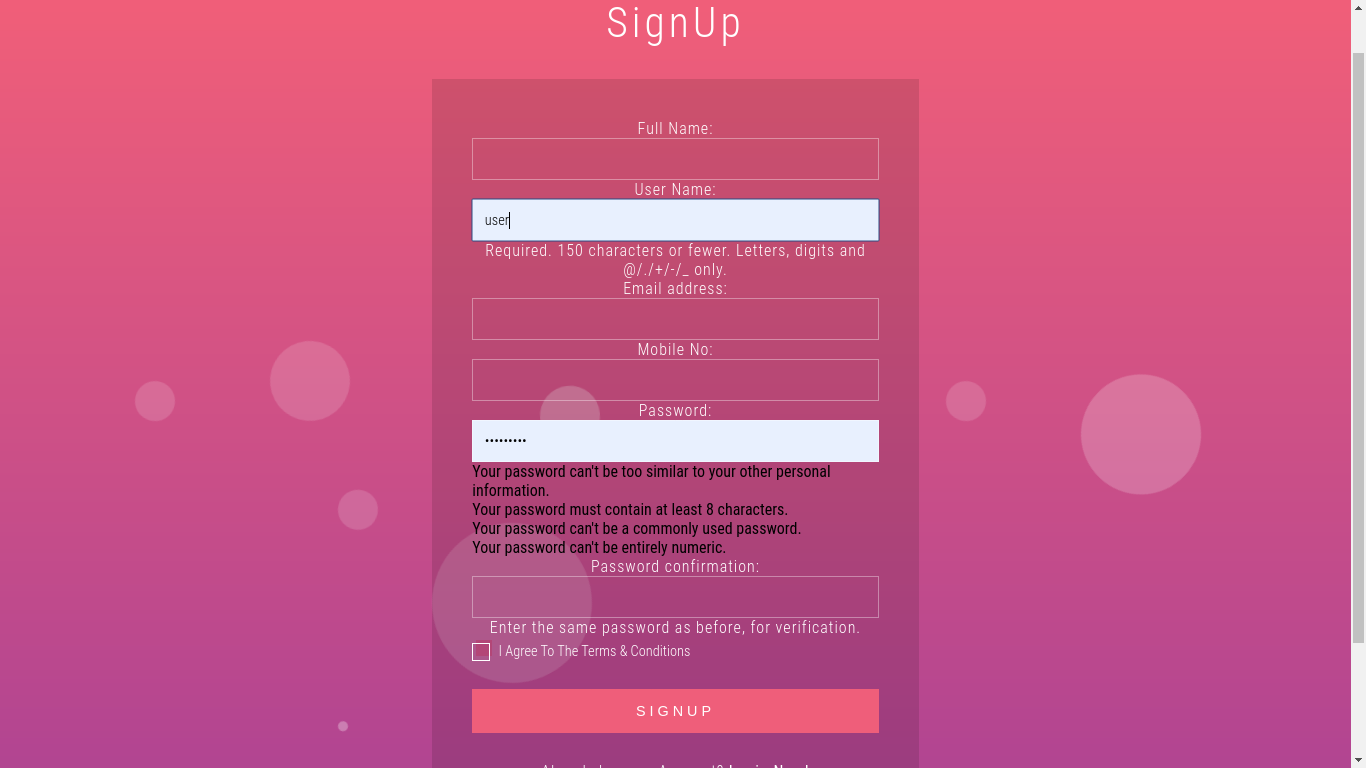 SignUp
Full Name:
User Name:
user
Required. 150 characters or fewer. Letters, digits and
@/./+/-/_ only.
Email address:
Mobile No:
Password:
•••••••••
Your password can't be too similar to your other personal
information.
Your password must contain at least 8 characters.
Your password can't be a commonly used password.
Your password can't be entirely numeric.
Password confirmation:
Enter the same password as before, for verification.
I Agree To The Terms & Conditions
SIGNUP